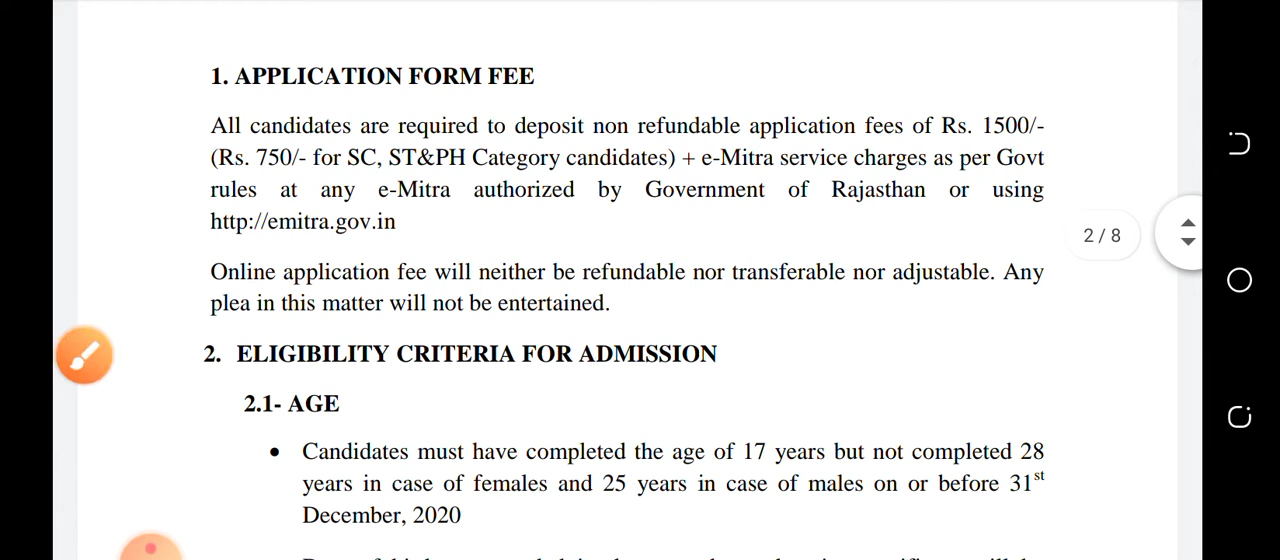 1. APPLICATION FORM FEE
All candidates are required to deposit non refundable application fees of Rs. 1500/-
(Rs. 750/- for SC, ST&PH Category candidates) + e-Mitra service charges as per Govt
rules at any e-Mitra authorized by Government of Rajasthan or using
http://emitra.gov.in
2 / 8
Online application fee will neither be refundable nor transferable nor adjustable. Any
plea in this matter will not be entertained.
2. ELIGIBILITY CRITERIA FOR ADMISSION
2.1- AGE
• Candidates must have completed the age of 17 years but not completed 28
years in case of females and 25 years in case of males on or before 31st
December, 2020